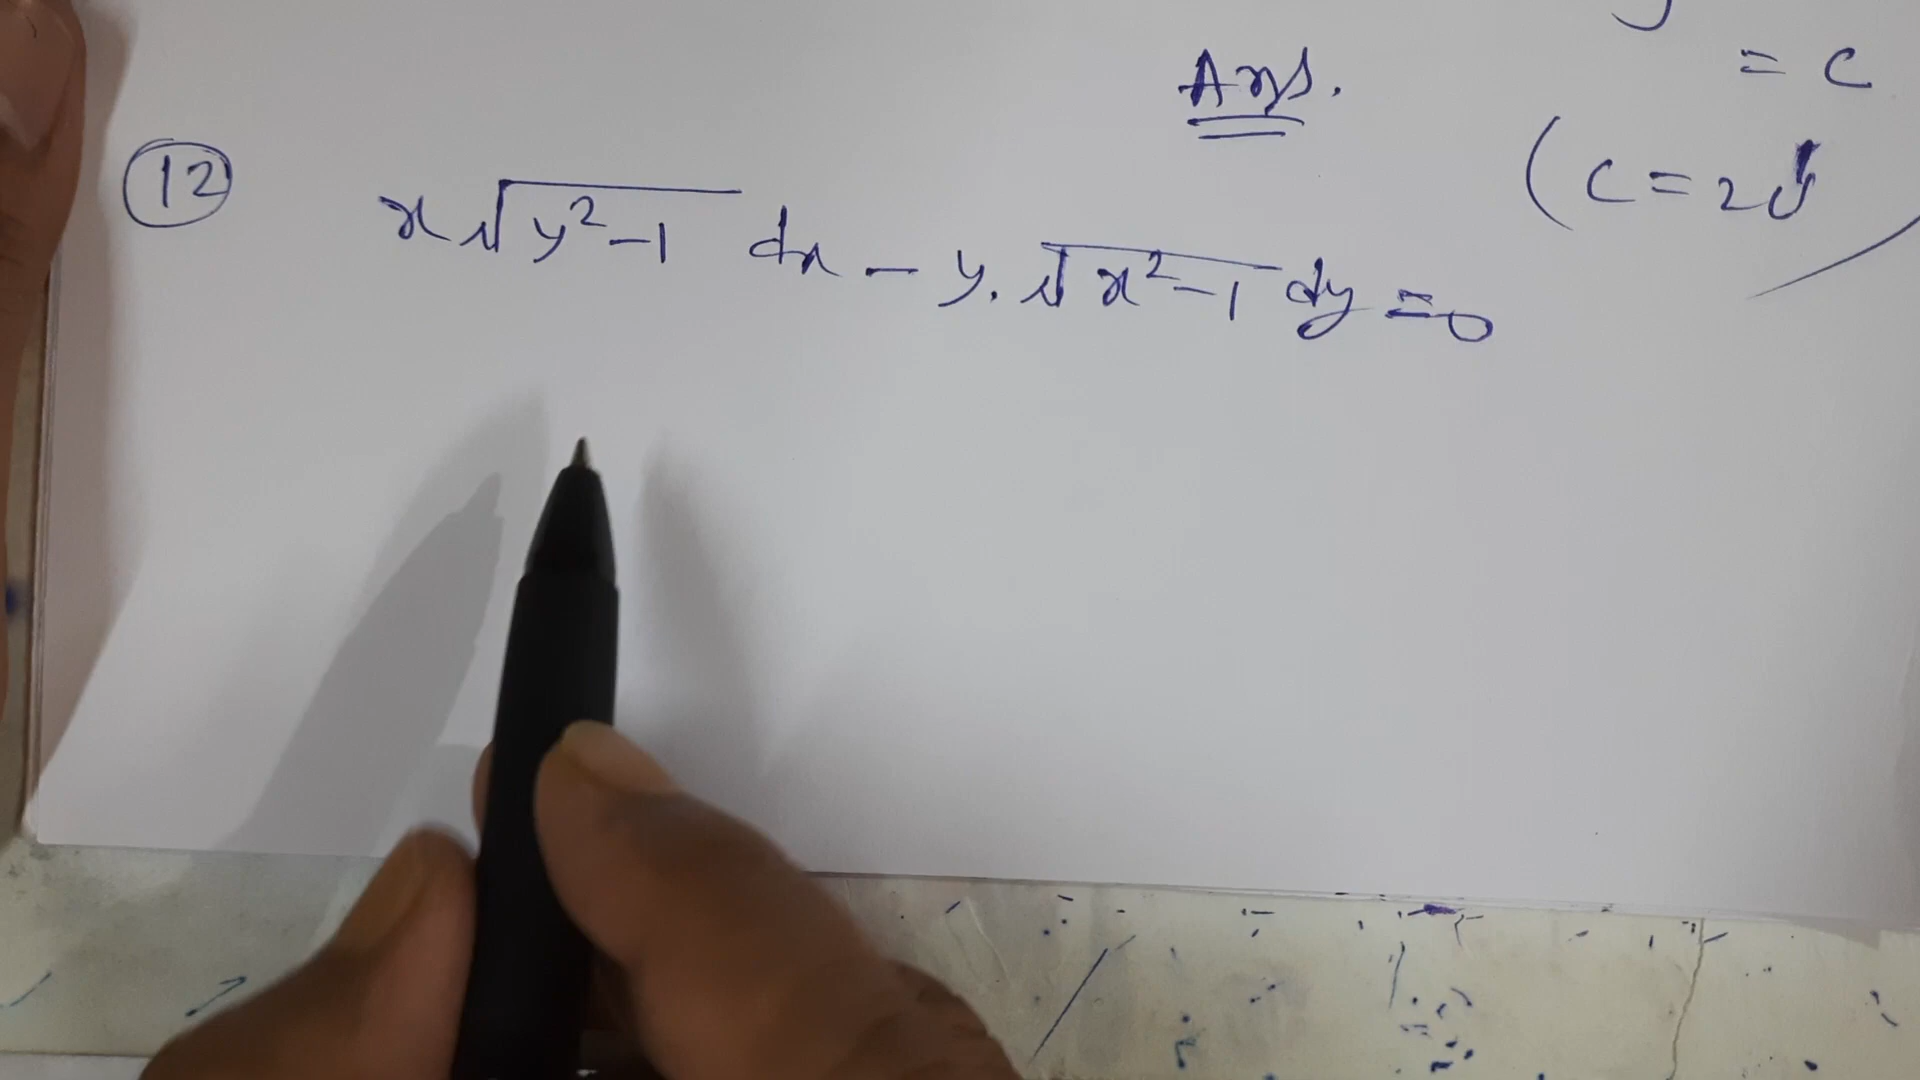 = c
Ans.
(c = 2c')
(12) x√(y²-1) dx - y.√(x²-1) dy = 0